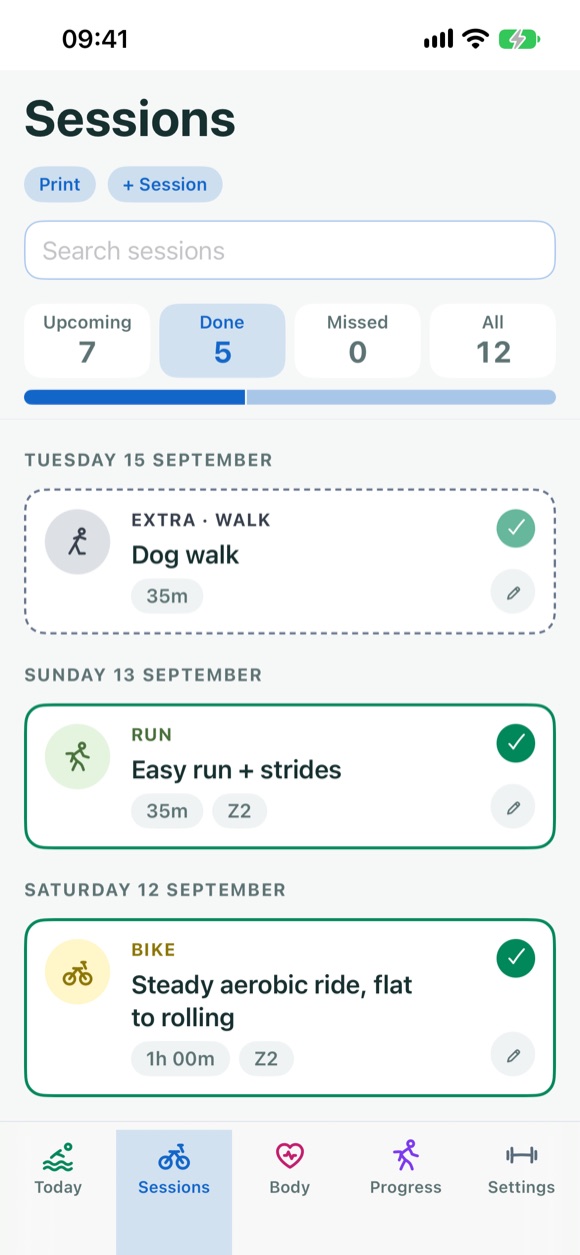 09:41
Sessions
Print
+ Session
Search sessions
Upcoming
7
Done
5
Missed
0
All
12
TUESDAY 15 SEPTEMBER
EXTRA · WALK
Dog walk
35m
SUNDAY 13 SEPTEMBER
RUN
Easy run + strides
35m
Z2
SATURDAY 12 SEPTEMBER
BIKE
Steady aerobic ride, flat
to rolling
1h 00m
Z2
Today
Sessions
Body
Progress
Settings